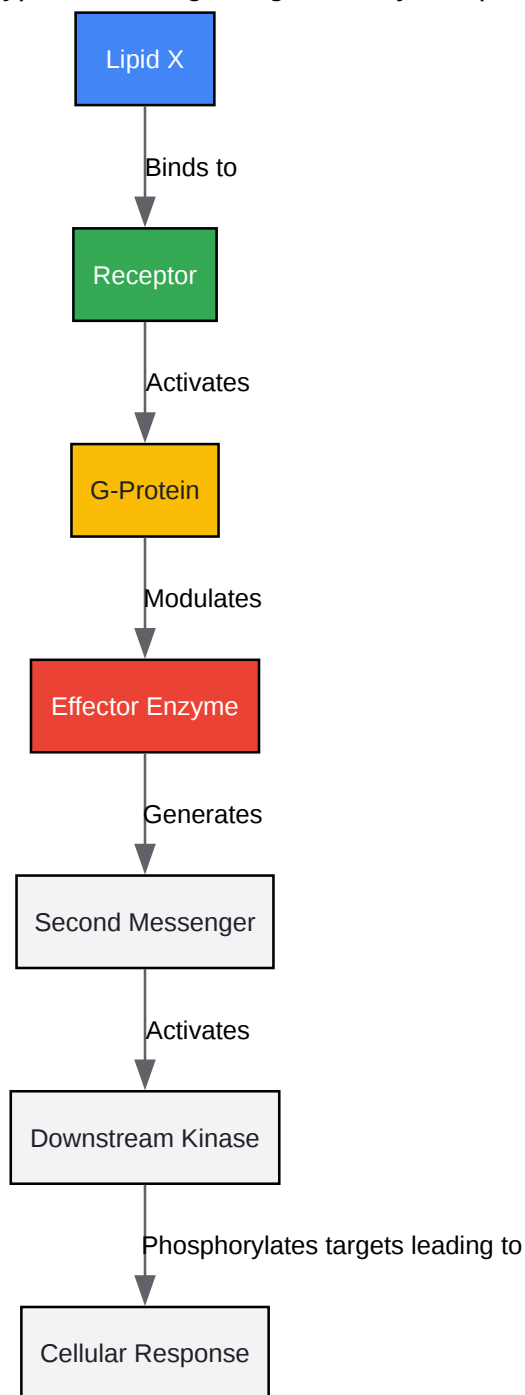 Lipid X
Binds to
Receptor
Activates
G-Protein
Modulates
Effector Enzyme
Generates
Second Messenger
Activates
Downstream Kinase
Phosphorylates targets leading to
Cellular Response